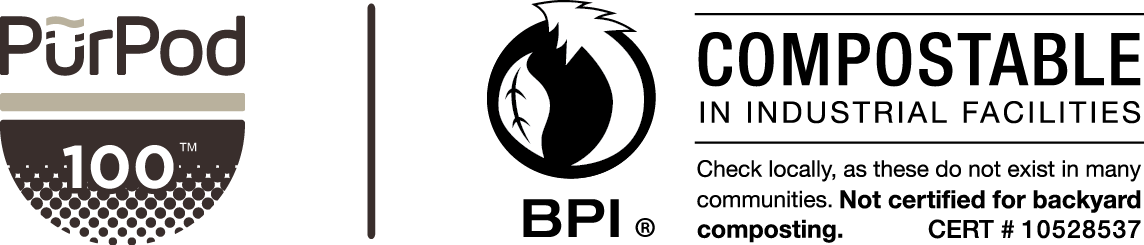 PūrPod
100™
BPI®
COMPOSTABLE
IN INDUSTRIAL FACILITIES
Check locally, as these do not exist in many
communities. Not certified for backyard
composting. CERT # 10528537